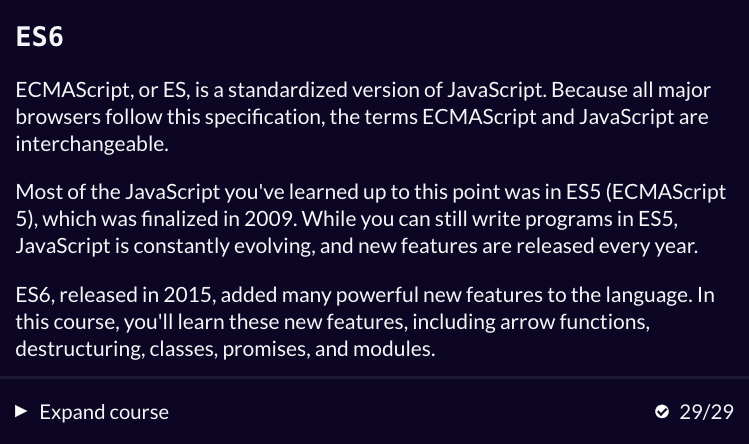 ES6
ECMAScript, or ES, is a standardized version of JavaScript. Because all major
browsers follow this specification, the terms ECMAScript and JavaScript are
interchangeable.
Most of the JavaScript you've learned up to this point was in ES5 (ECMAScript
5), which was finalized in 2009. While you can still write programs in ES5,
JavaScript is constantly evolving, and new features are released every year.
ES6, released in 2015, added many powerful new features to the language. In
this course, you'll learn these new features, including arrow functions,
destructuring, classes, promises, and modules.
Expand course 29/29